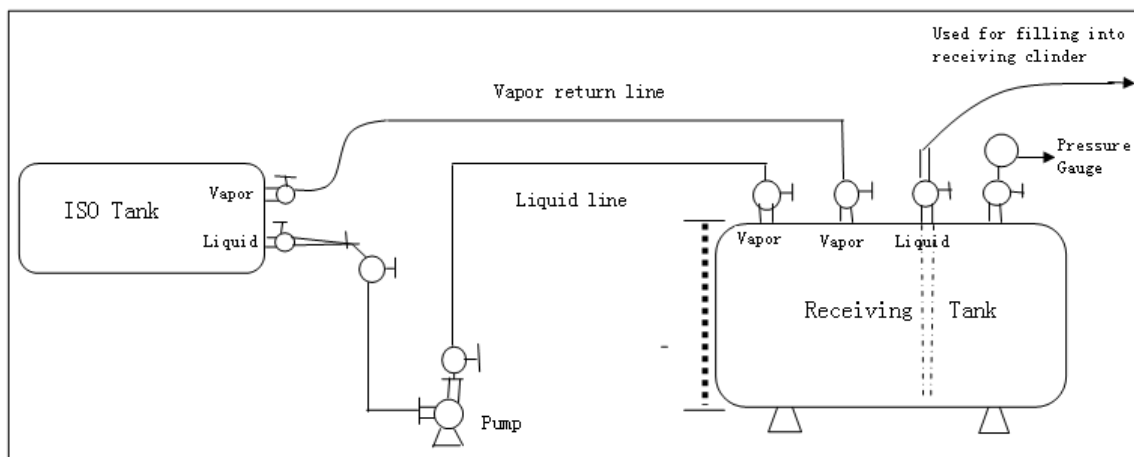 Used for filling into
receiving clinder
Vapor return line
Pressure
Gauge
Vapor
ISO Tank
Liquid line
Liquid
Vapor
Vapor
Liquid
Receiving Tank
Pump